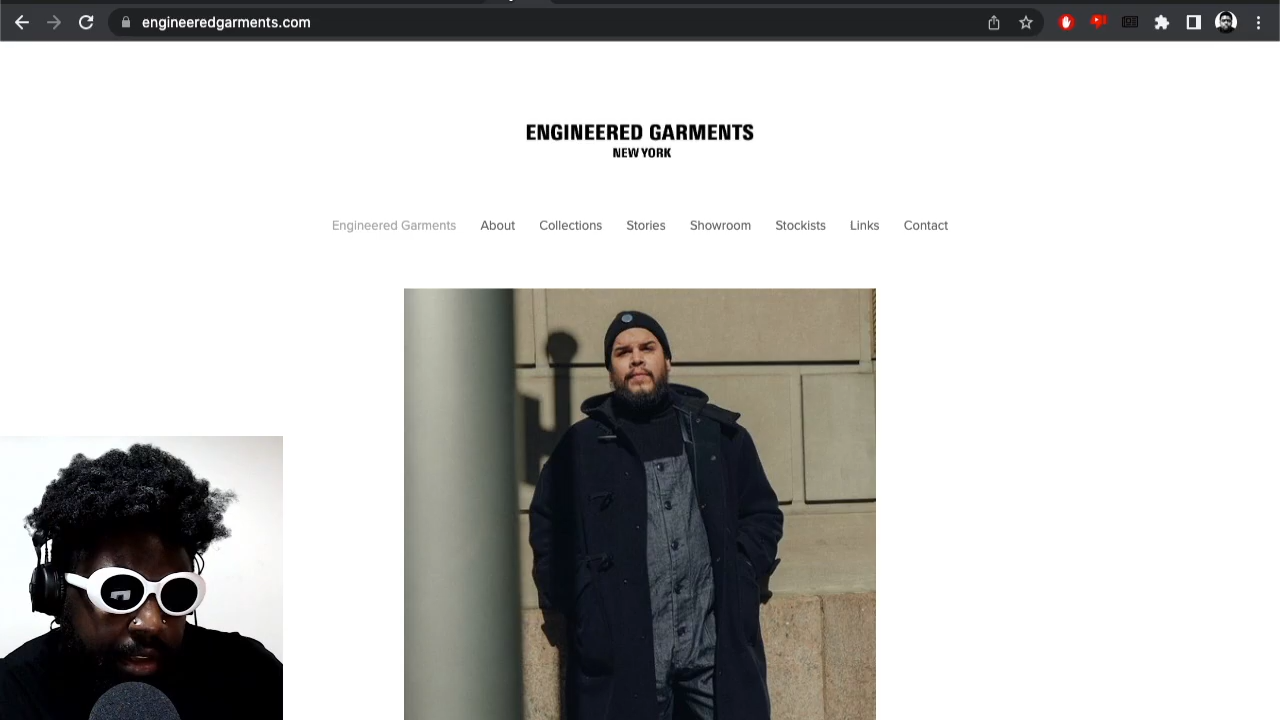 engineeredgarments.com
ENGINEERED GARMENTS
NEW YORK
Engineered Garments About Collections Stories Showroom Stockists Links Contact